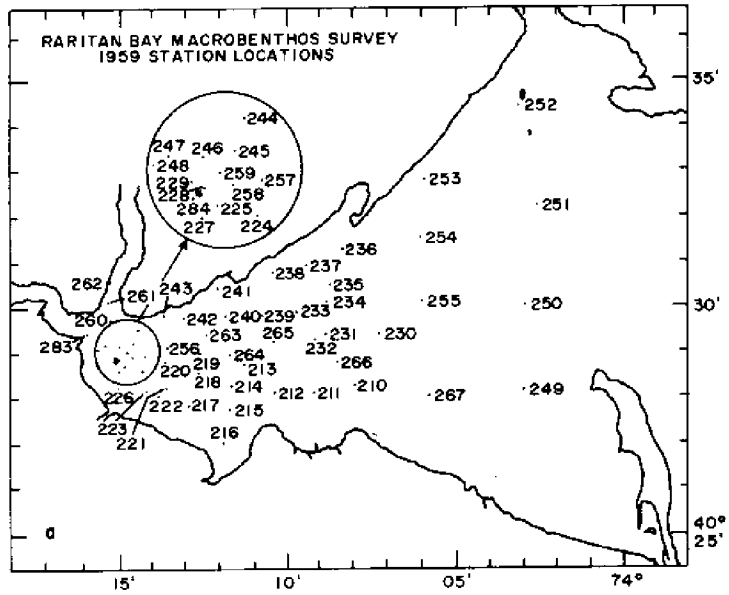 RARITAN BAY MACROBENTHOS SURVEY
1959 STATION LOCATIONS
35'
244
252
247 246 245
248 259
229 257
228 258
284 225
227 224
253
251
254
236
237
238
262 261 243 241 235
234 255 250 30'
260 242 240 239 233
263 265 231 230
283 256 264 232
219 266
220 213
218 214 210
226 212 211 267 249
222 217 215
223
221 216
a
40°
25'
15' 10' 05' 74°